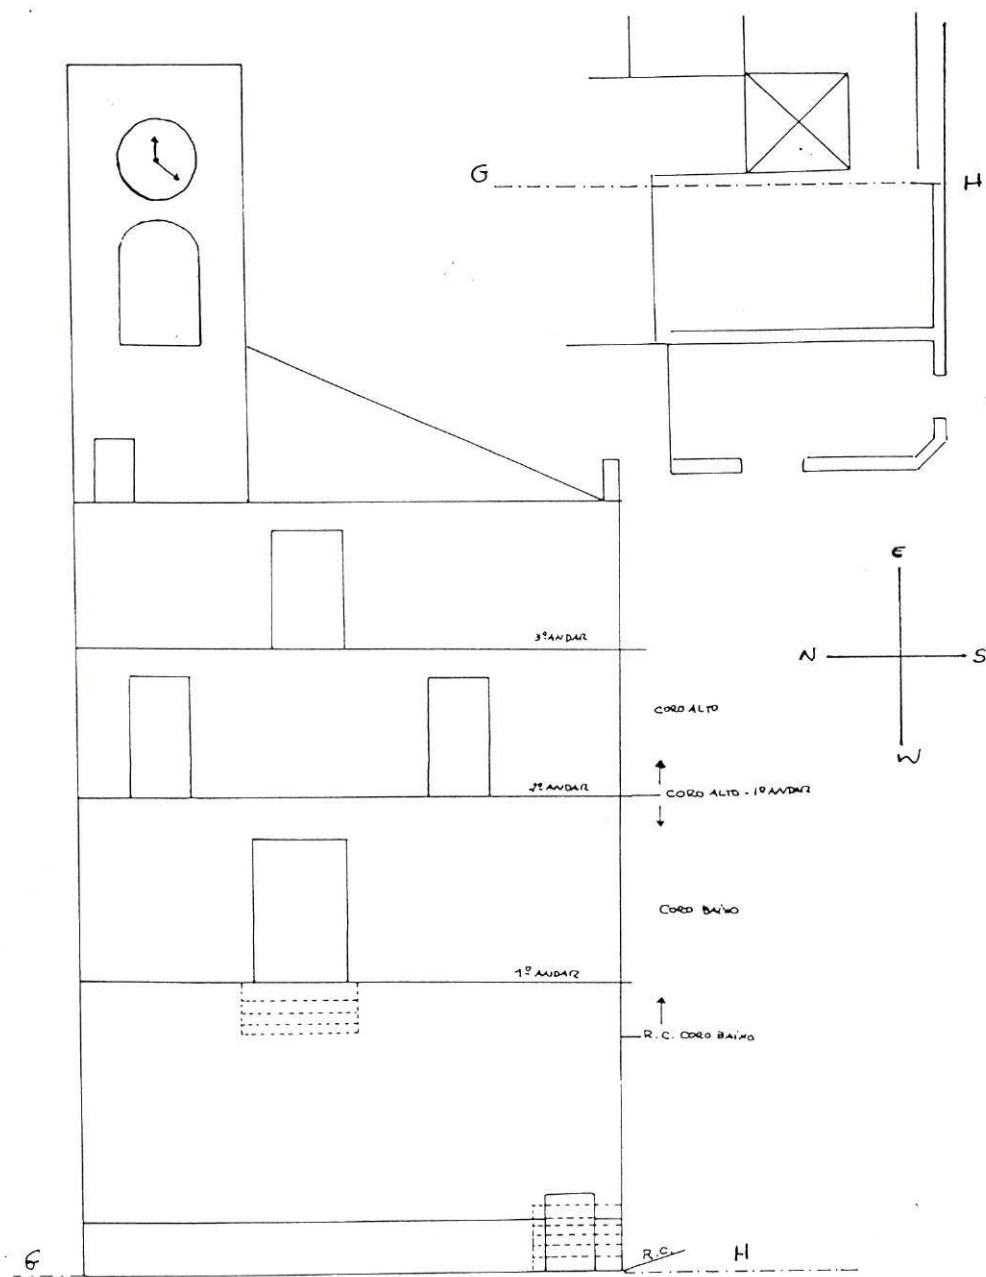 G
H
E
3º ANDAR
N
S
CORO ALTO
W
2º ANDAR
CORO ALTO - 1º ANDAR
CORO BAIXO
1º ANDAR
R.C. CORO BAIXO
R.C.
G
H